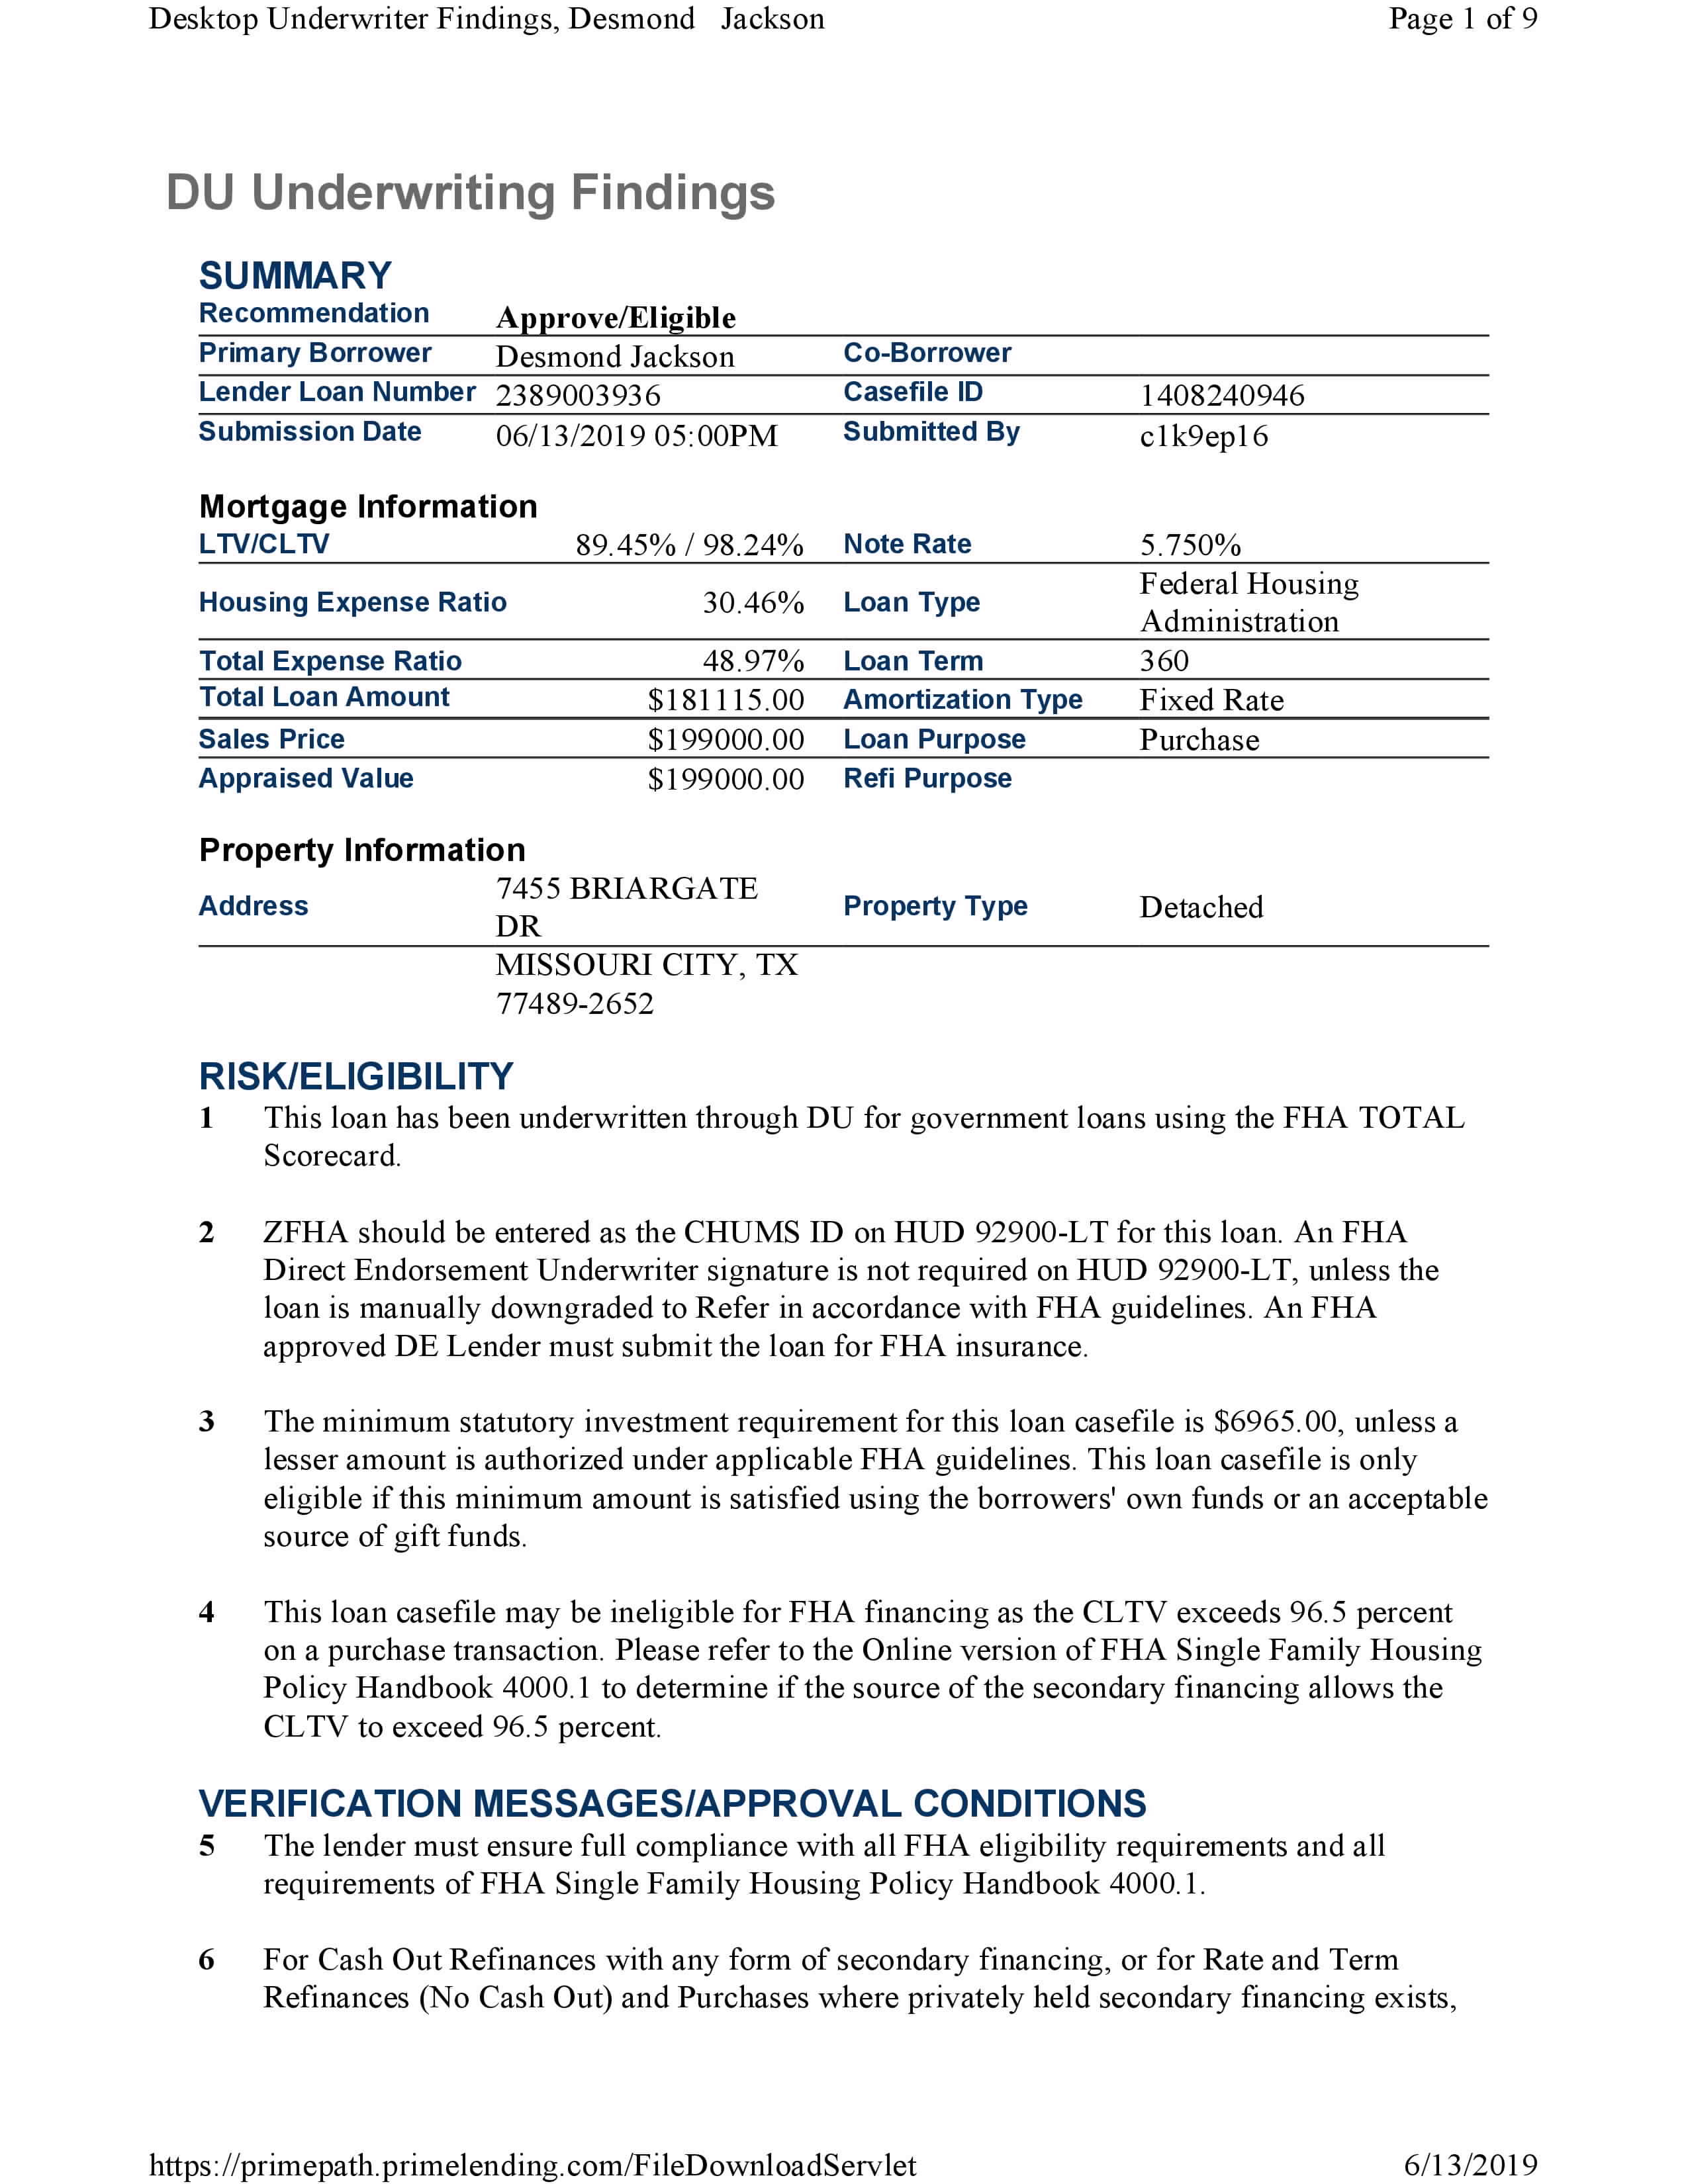 Desktop Underwriter Findings, Desmond Jackson Page 1 of 9
DU Underwriting Findings
SUMMARY
Recommendation Approve/Eligible
Primary Borrower Desmond Jackson Co-Borrower
Lender Loan Number 2389003936 Casefile ID 1408240946
Submission Date 06/13/2019 05:00PM Submitted By c1k9ep16
Mortgage Information
LTV/CLTV 89.45% / 98.24% Note Rate 5.750%
Housing Expense Ratio 30.46% Loan Type Federal Housing
Administration
Total Expense Ratio 48.97% Loan Term 360
Total Loan Amount $181115.00 Amortization Type Fixed Rate
Sales Price $199000.00 Loan Purpose Purchase
Appraised Value $199000.00 Refi Purpose
Property Information
Address 7455 BRIARGATE
DR Property Type Detached
MISSOURI CITY, TX
77489-2652
RISK/ELIGIBILITY
1 This loan has been underwritten through DU for government loans using the FHA TOTAL
Scorecard.
2 ZFHA should be entered as the CHUMS ID on HUD 92900-LT for this loan. An FHA
Direct Endorsement Underwriter signature is not required on HUD 92900-LT, unless the
loan is manually downgraded to Refer in accordance with FHA guidelines. An FHA
approved DE Lender must submit the loan for FHA insurance.
3 The minimum statutory investment requirement for this loan casefile is $6965.00, unless a
lesser amount is authorized under applicable FHA guidelines. This loan casefile is only
eligible if this minimum amount is satisfied using the borrowers' own funds or an acceptable
source of gift funds.
4 This loan casefile may be ineligible for FHA financing as the CLTV exceeds 96.5 percent
on a purchase transaction. Please refer to the Online version of FHA Single Family Housing
Policy Handbook 4000.1 to determine if the source of the secondary financing allows the
CLTV to exceed 96.5 percent.
VERIFICATION MESSAGES/APPROVAL CONDITIONS
5 The lender must ensure full compliance with all FHA eligibility requirements and all
requirements of FHA Single Family Housing Policy Handbook 4000.1.
6 For Cash Out Refinances with any form of secondary financing, or for Rate and Term
Refinances (No Cash Out) and Purchases where privately held secondary financing exists,
https://primepath.primelending.com/FileDownloadServlet 6/13/2019